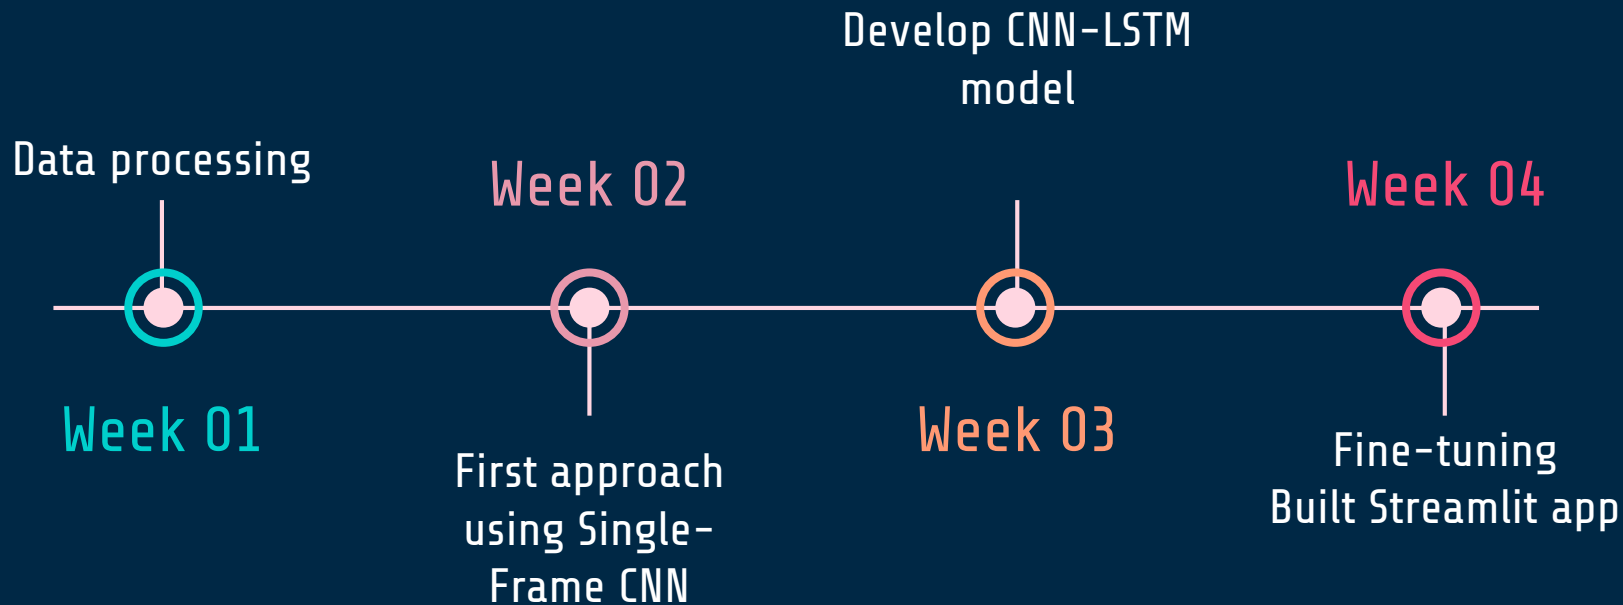 Data processing
Week 01
Week 02
First approach
using Single-
Frame CNN
Develop CNN-LSTM
model
Week 03
Week 04
Fine-tuning
Built Streamlit app